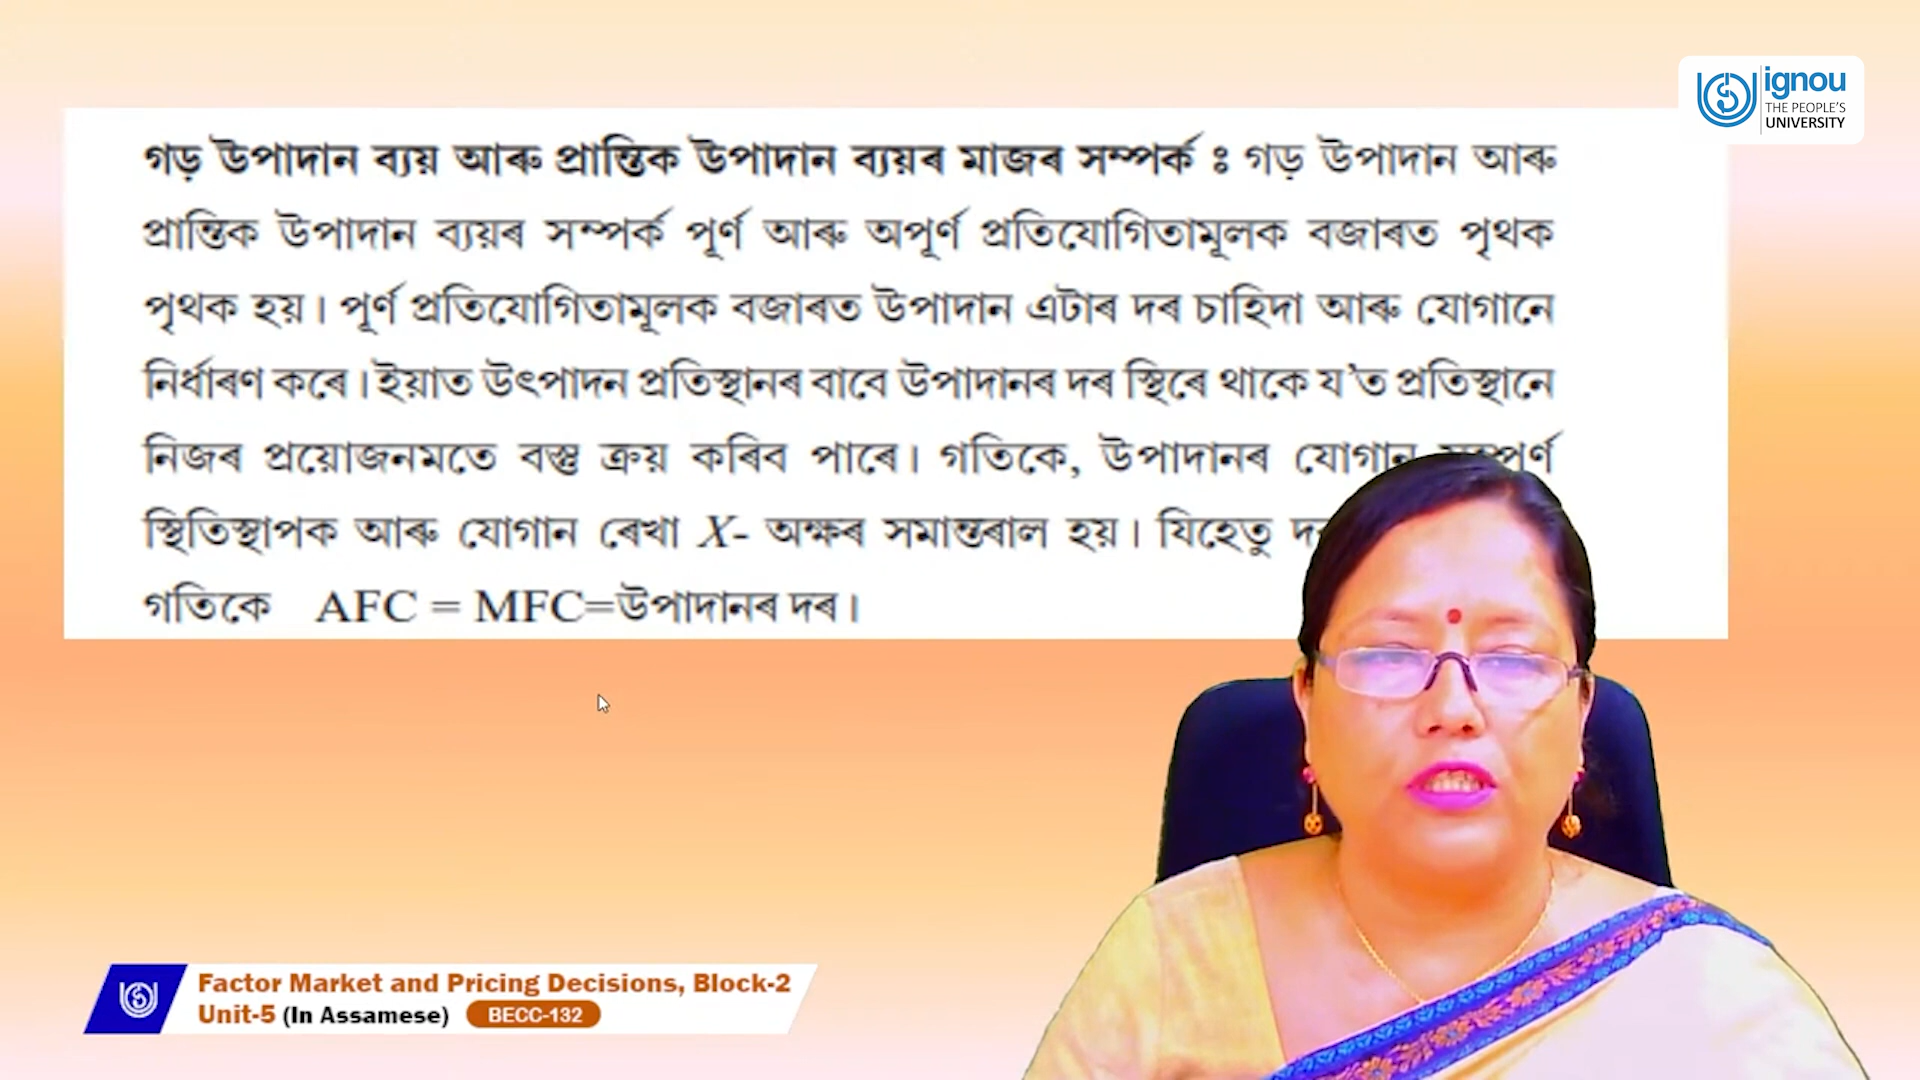 গড় উপাদান ব্যয় আৰু প্ৰান্তিক উপাদান ব্যয়ৰ মাজৰ সম্পৰ্ক ঃ গড় উপাদান আৰু
প্ৰান্তিক উপাদান ব্যয়ৰ সম্পৰ্ক পূৰ্ণ আৰু অপূৰ্ণ প্ৰতিযোগিতামূলক বজাৰত পৃথক
পৃথক হয়। পূৰ্ণ প্ৰতিযোগিতামূলক বজাৰত উপাদান এটাৰ দৰ চাহিদা আৰু যোগানে
নিৰ্ধাৰণ কৰে। ইয়াত উৎপাদন প্ৰতিস্থানৰ বাবে উপাদানৰ দৰ স্থিৰে থাকে য'ত প্ৰতিস্থানে
নিজৰ প্ৰয়োজনমতে বস্তু ক্ৰয় কৰিব পাৰে। গতিকে, উপাদানৰ যোগান
স্থিতিস্থাপক আৰু যোগান ৰেখা X- অক্ষৰ সমান্তৰাল হয়। যিহেতু
গতিকে AFC = MFC=উপাদানৰ দৰ।
ignou
THE PEOPLE'S
UNIVERSITY
Factor Market and Pricing Decisions, Block-2
Unit-5 (In Assamese) BECC-132